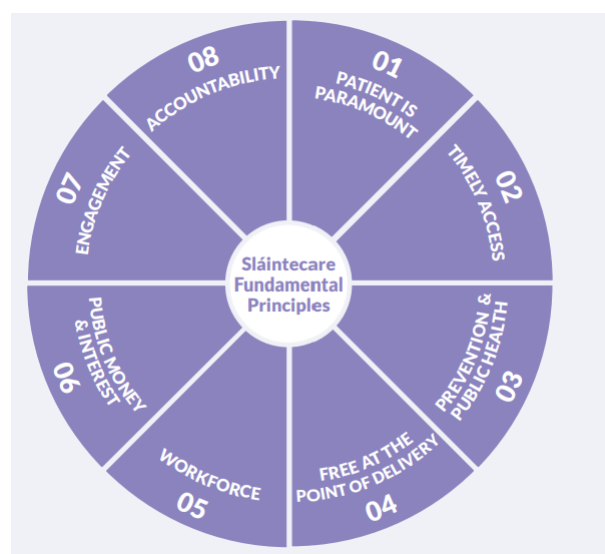 Sláintecare
Fundamental
Principles
01
PATIENT IS
PARAMOUNT
02
TIMELY ACCESS
03
PREVENTION &
PUBLIC HEALTH
04
FREE AT THE
POINT OF DELIVERY
05
WORKFORCE
06
PUBLIC MONEY
& INTEREST
07
ENGAGEMENT
08
ACCOUNTABILITY